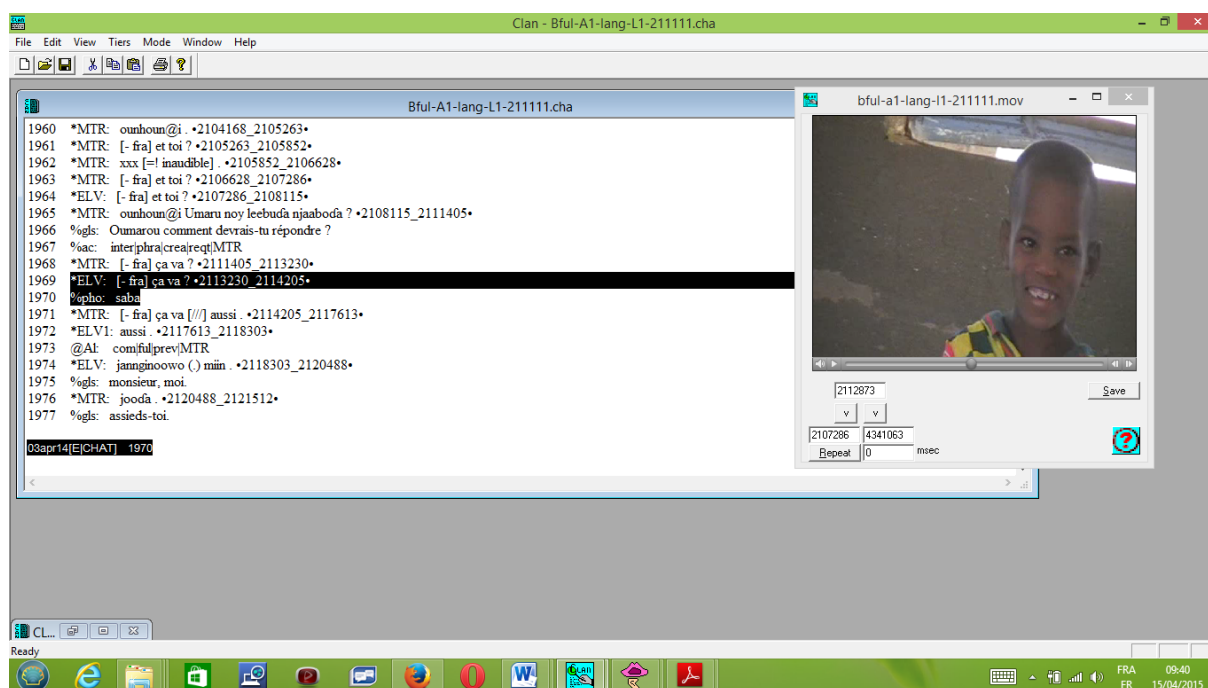 Clan - Bful-A1-lang-L1-211111.cha
File Edit View Tiers Mode Window Help
Bful-A1-lang-L1-211111.cha
1960 *MTR: ounhoun@i . •2104168_2105263•
1961 *MTR: [- fra] et toi ? •2105263_2105852•
1962 *MTR: xxx [=! inaudible] . •2105852_2106628•
1963 *MTR: [- fra] et toi ? •2106628_2107286•
1964 *ELV: [- fra] et toi ? •2107286_2108115•
1965 *MTR: ounhoun@i Umaru noy leebuɗa njaaboɗa ? •2108115_2111405•
1966 %gls: Oumarou comment devrais-tu répondre ?
1967 %ac: inter|phra|crea|reqt|MTR
1968 *MTR: [- fra] ça va ? •2111405_2113230•
1969 *ELV: [- fra] ça va ? •2113230_2114205•
1970 %pho: saba
1971 *MTR: [- fra] ça va [///] aussi . •2114205_2117613•
1972 *ELV1: aussi . •2117613_2118303•
1973 @Al: com|ful|prev|MTR
1974 *ELV: jannginoowo (.) miin . •2118303_2120488•
1975 %gls: monsieur, moi.
1976 *MTR: jooɗa . •2120488_2121512•
1977 %gls: assieds-toi.
03apr14[E|CHAT] 1970
bful-a1-lang-l1-211111.mov
2112873
Save
v v
2107286 4341063
Repeat 0 msec
CL...
Ready
FRA 09:40
FR 15/04/2015